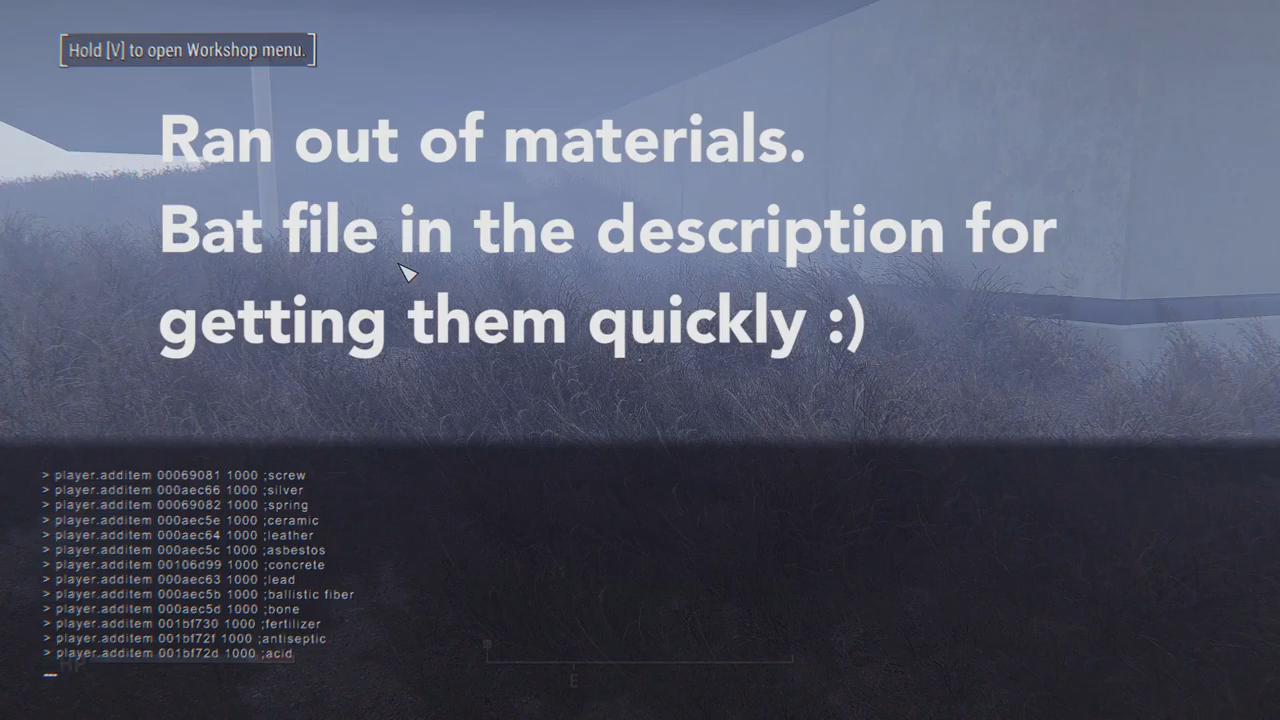 Hold [V] to open Workshop menu.
Ran out of materials.
Bat file in the description for
getting them quickly :)
> player.additem 00069081 1000 ;screw
> player.additem 000aec66 1000 ;silver
> player.additem 00069082 1000 ;spring
> player.additem 000aec5e 1000 ;ceramic
> player.additem 000aec64 1000 ;leather
> player.additem 000aec5c 1000 ;asbestos
> player.additem 00106d99 1000 ;concrete
> player.additem 000aec63 1000 ;lead
> player.additem 000aec5b 1000 ;ballistic fiber
> player.additem 000aec5d 1000 ;bone
> player.additem 001bf730 1000 ;fertilizer
> player.additem 001bf72f 1000 ;antiseptic
> player.additem 001bf72d 1000 ;acid
HP
E